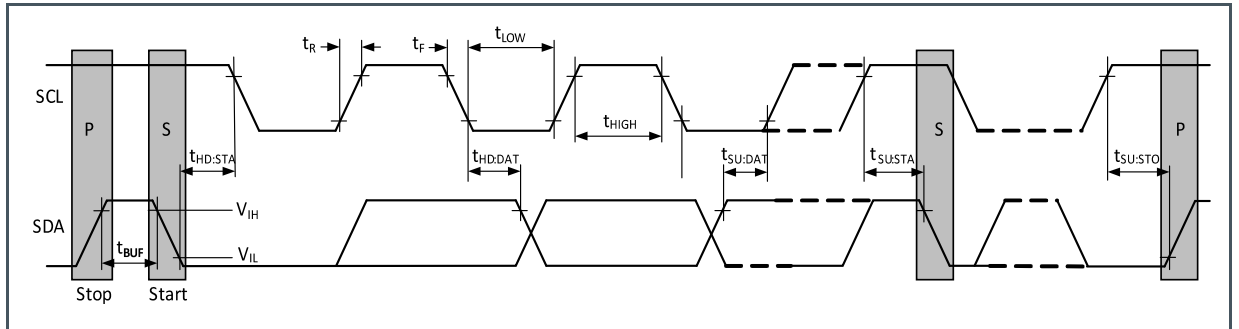 tR
tF
tLOW
SCL
P
S
tHIGH
S
P
tHD:STA
tHD:DAT
tSU:DAT
tSU:STA
tSU:STO
VIH
SDA
tBUF
VIL
Stop
Start